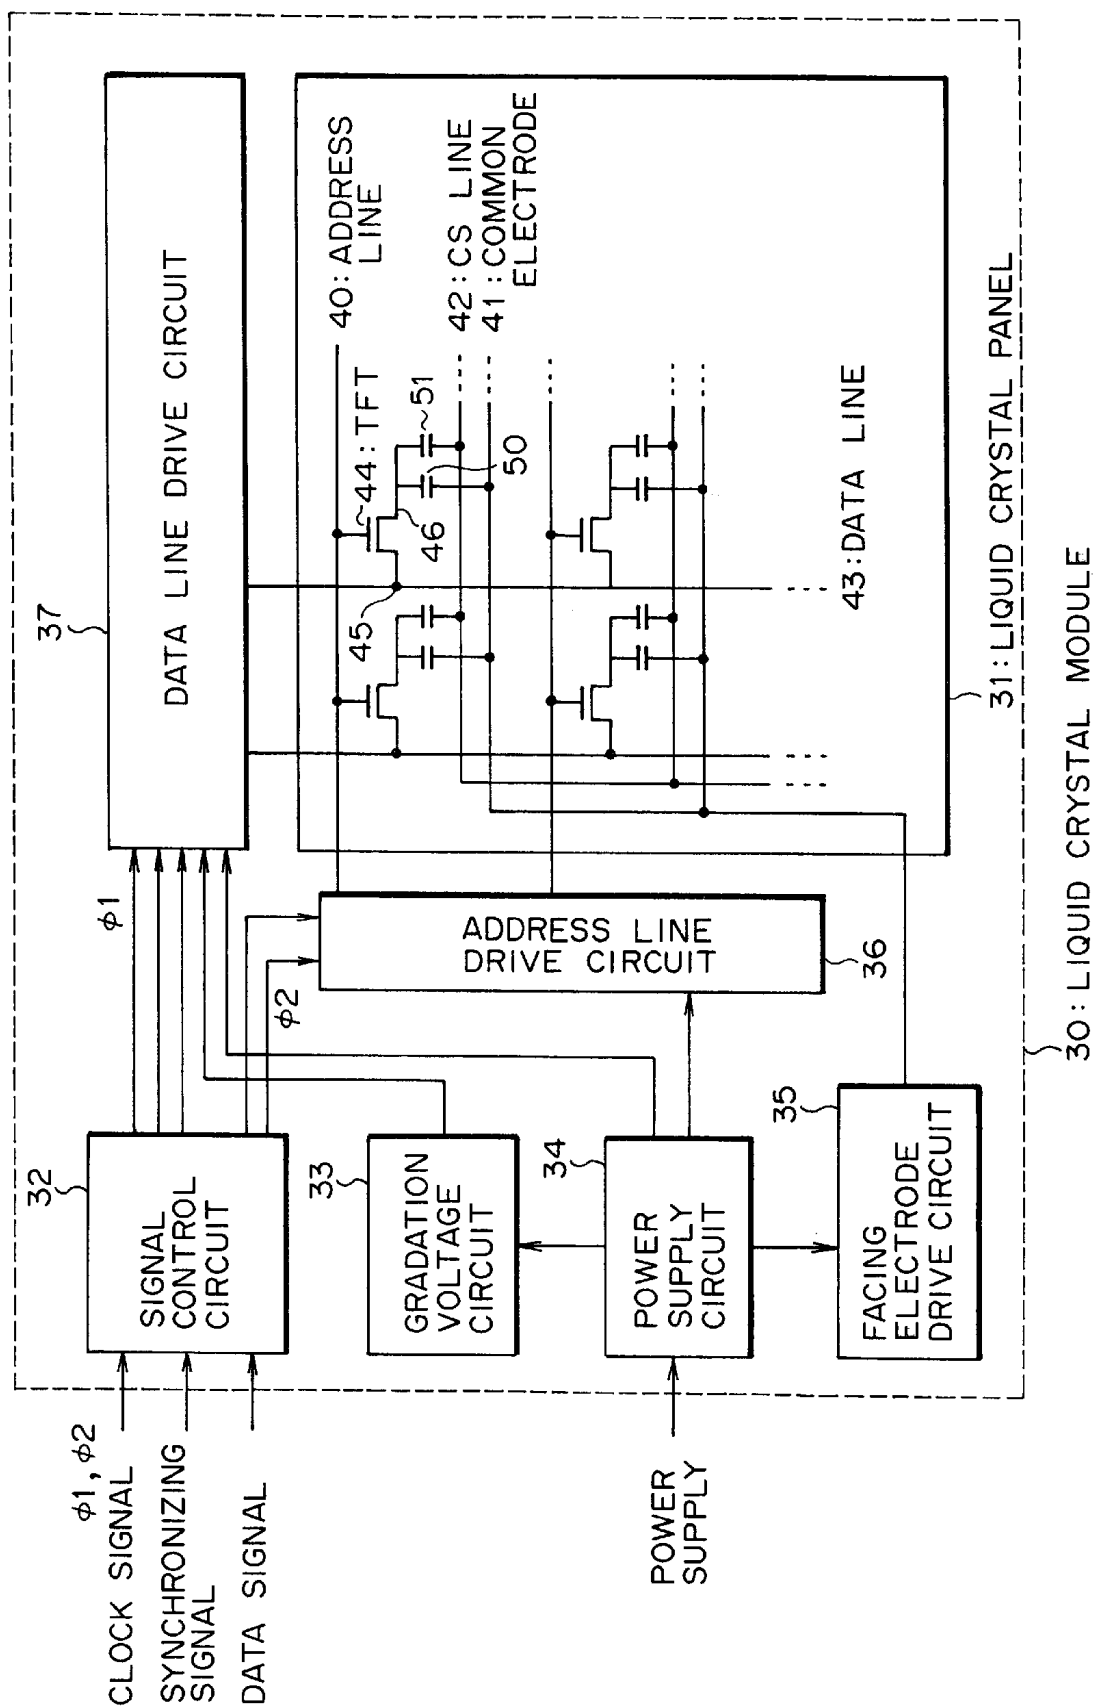 CLOCK SIGNAL φ1, φ2
SYNCHRONIZING
SIGNAL
DATA SIGNAL
POWER
SUPPLY
32
SIGNAL
CONTROL
CIRCUIT
33
GRADATION
VOLTAGE
CIRCUIT
34
POWER
SUPPLY
CIRCUIT
35
FACING
ELECTRODE
DRIVE CIRCUIT
φ1
φ2
ADDRESS LINE
DRIVE CIRCUIT
36
37
DATA LINE DRIVE CIRCUIT
40:ADDRESS
LINE
44:TFT
45
46
51
50
42:CS LINE
41:COMMON
ELECTRODE
43:DATA LINE
31:LIQUID CRYSTAL PANEL
30:LIQUID CRYSTAL MODULE